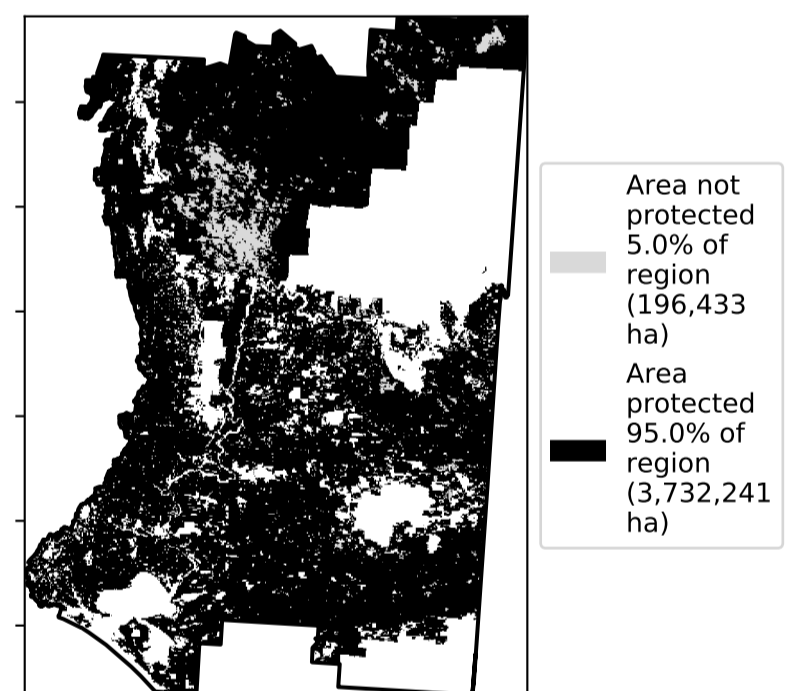 Area not
protected
5.0% of
region
(196,433
ha)
Area
protected
95.0% of
region
(3,732,241
ha)